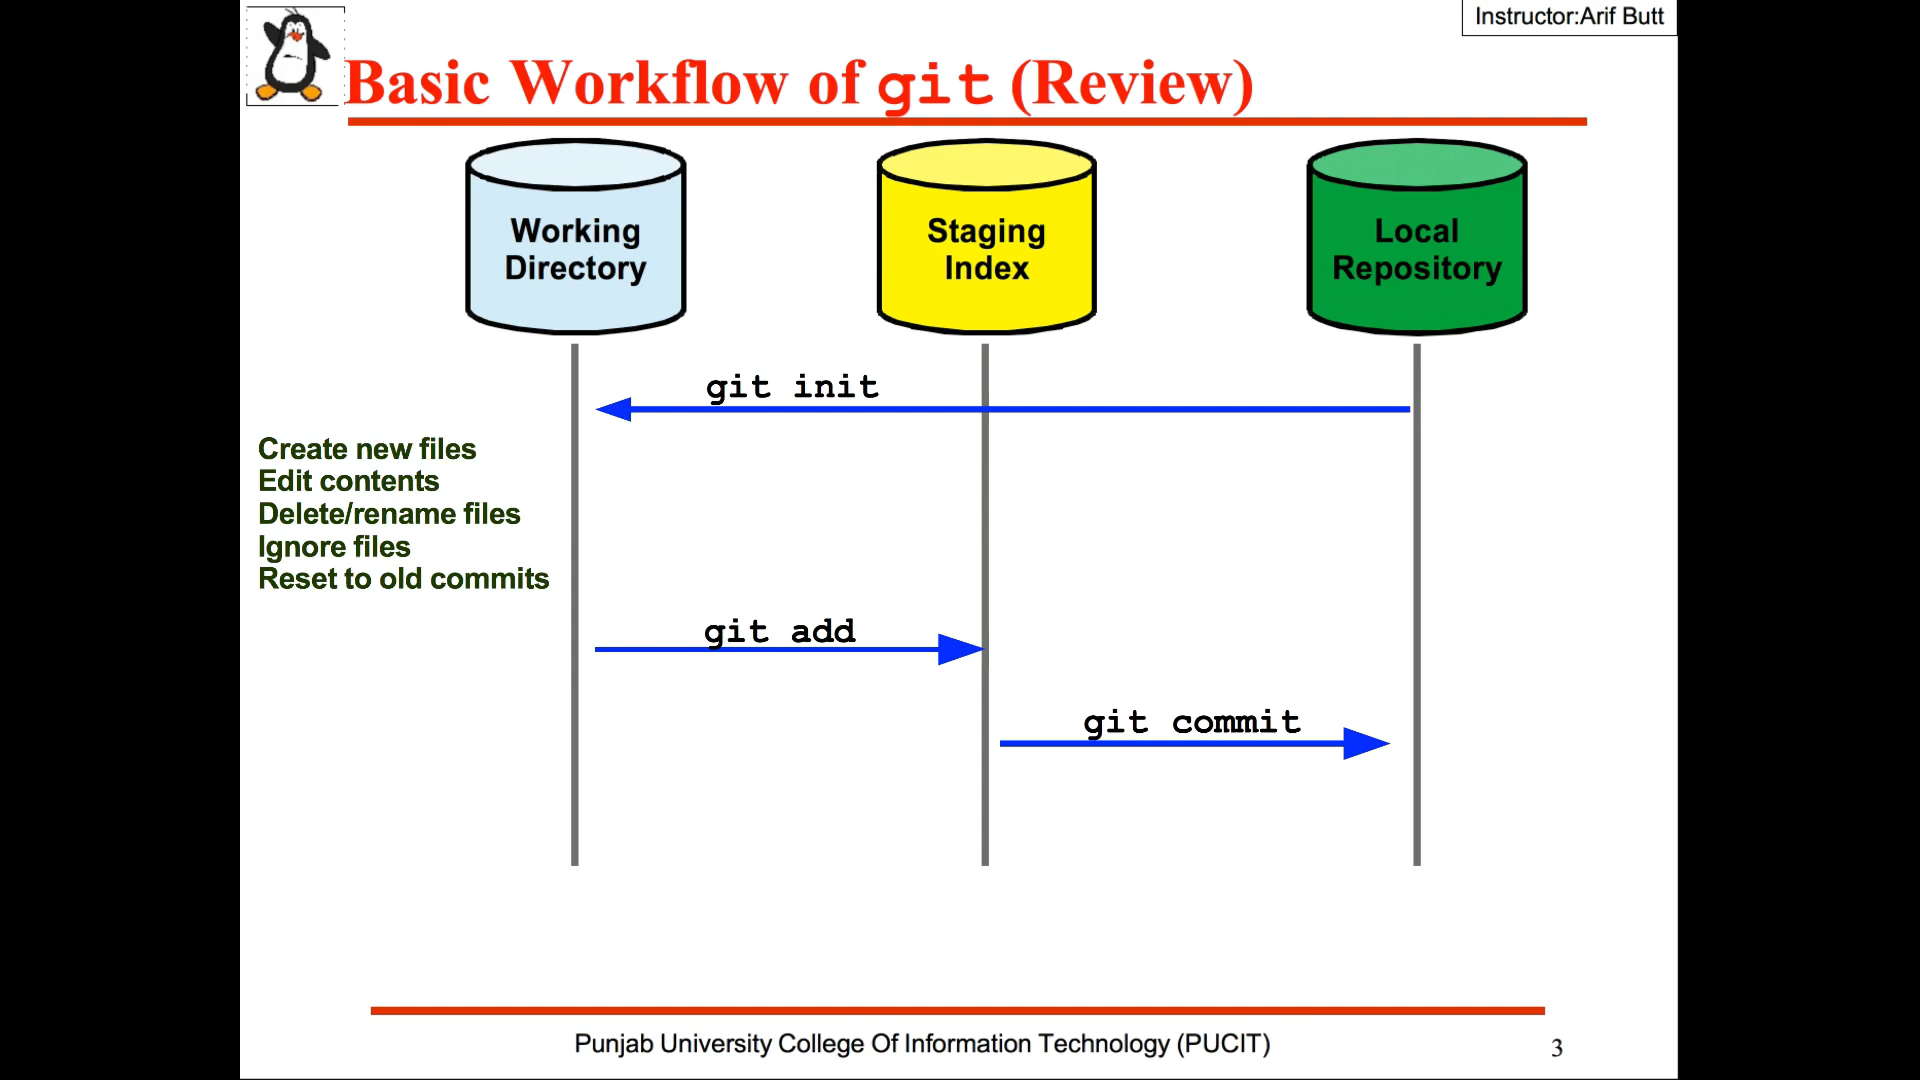 Instructor:Arif Butt
Basic Workflow of git (Review)
Working
Directory
Staging
Index
Local
Repository
git init
Create new files
Edit contents
Delete/rename files
Ignore files
Reset to old commits
git add
git commit
Punjab University College Of Information Technology (PUCIT)
3